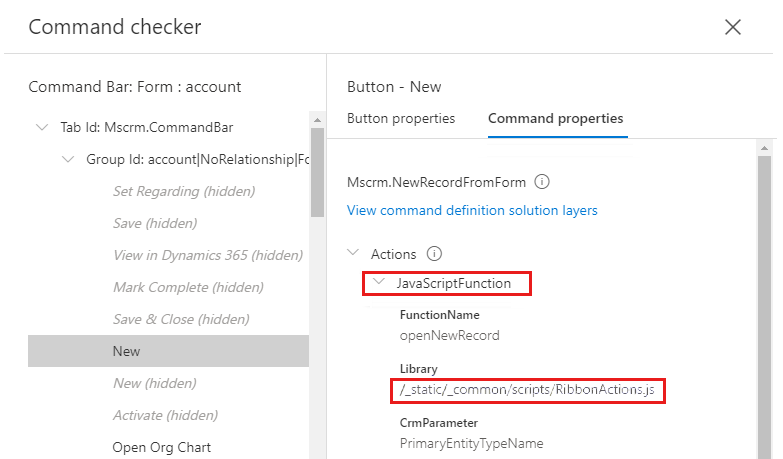 Command checker
Command Bar: Form : account
Tab Id: Mscrm.CommandBar
Group Id: account|NoRelationship|Fo
Set Regarding (hidden)
Save (hidden)
View in Dynamics 365 (hidden)
Mark Complete (hidden)
Save & Close (hidden)
New
New (hidden)
Activate (hidden)
Open Org Chart
Button - New
Button properties
Command properties
Mscrm.NewRecordFromForm
View command definition solution layers
Actions
JavaScriptFunction
FunctionName
openNewRecord
Library
/_static/_common/scripts/RibbonActions.js
CrmParameter
PrimaryEntityTypeName